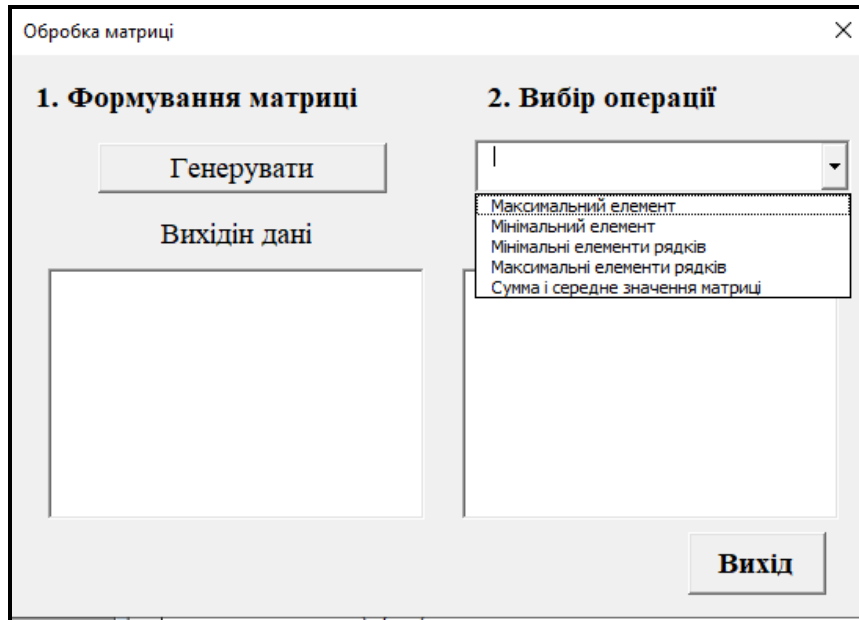 Обробка матриці
1. Формування матриці
2. Вибір операції
Генерувати
Максимальний елемент
Мінімальний елемент
Мінімальні елементи рядків
Максимальні елементи рядків
Сумма і середне значення матриці
Вихідін дані
Вихід